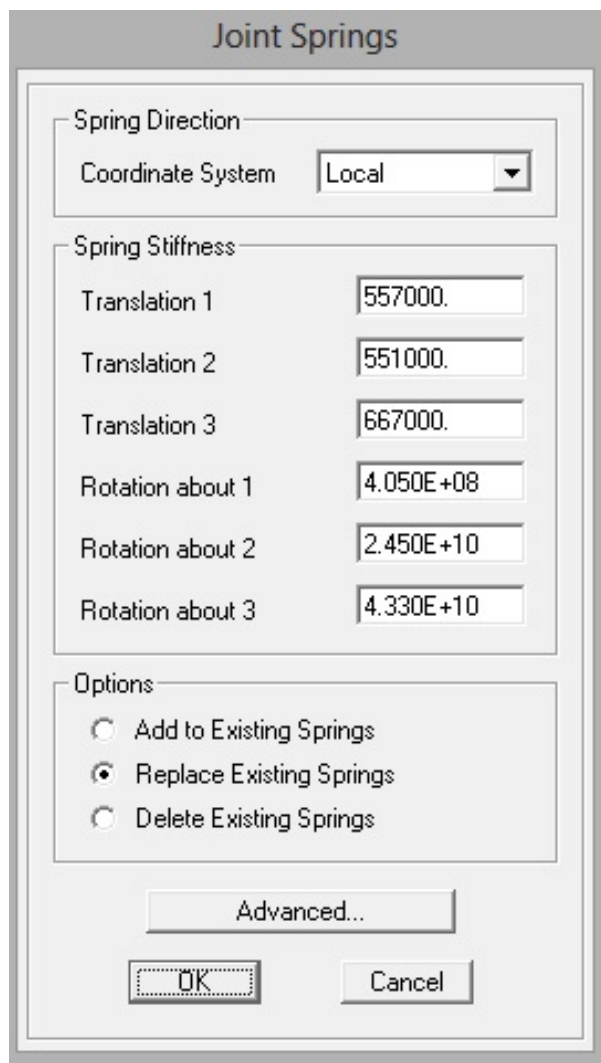 Joint Springs
Spring Direction
Coordinate System Local
Spring Stiffness
Translation 1 557000.
Translation 2 551000.
Translation 3 667000.
Rotation about 1 4.050E+08
Rotation about 2 2.450E+10
Rotation about 3 4.330E+10
Options
Add to Existing Springs
Replace Existing Springs
Delete Existing Springs
Advanced...
OK Cancel